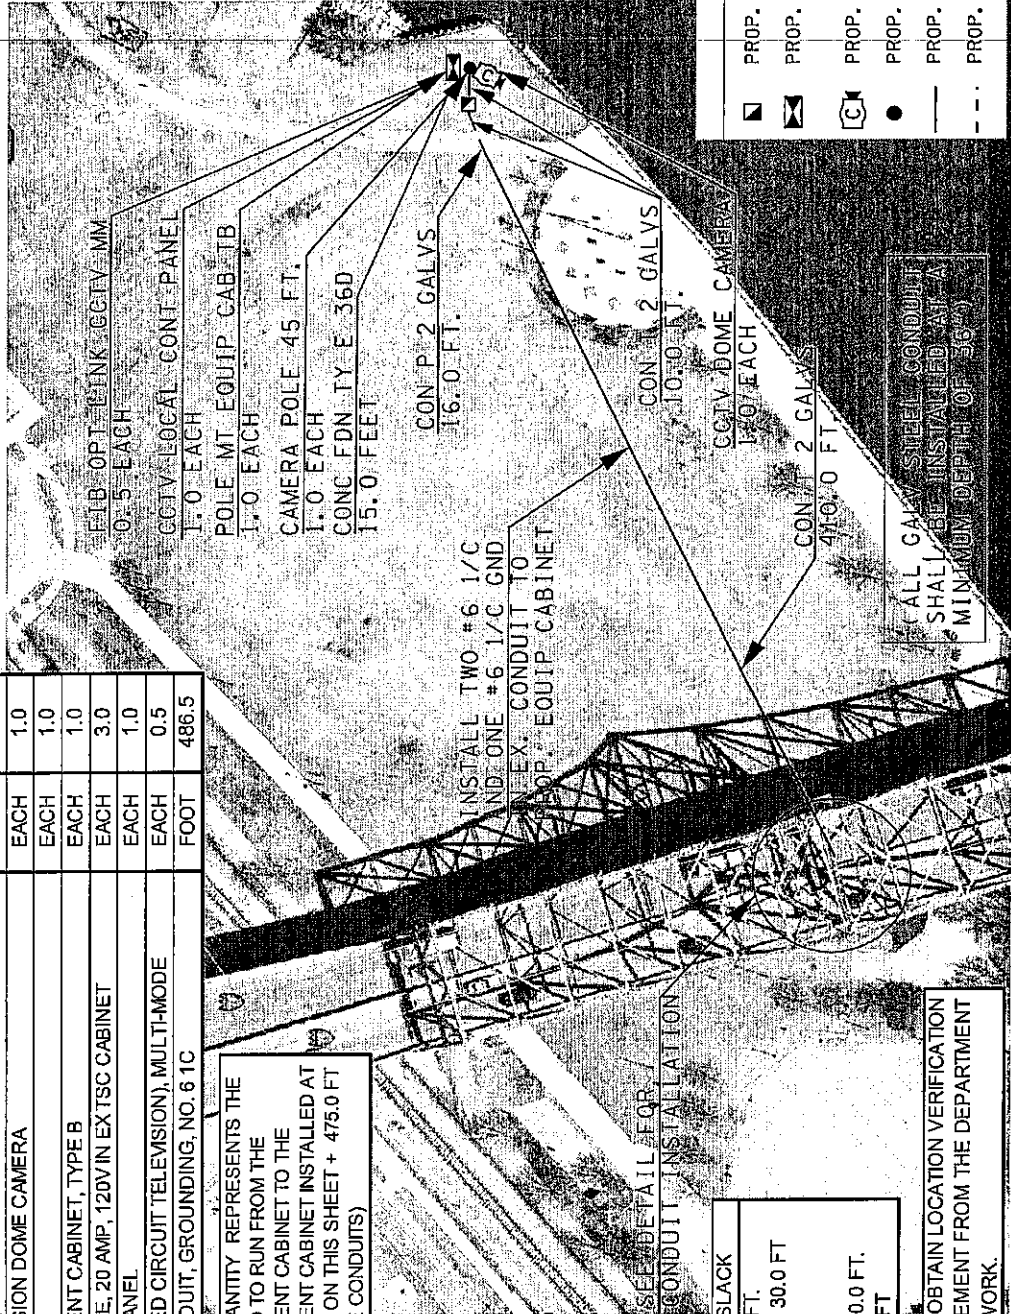 SION DOME CAMERA EACH 1.0
EACH 1.0
ENT CABINET, TYPE B EACH 1.0
E, 20 AMP, 120V IN EX TSC CABINET EACH 3.0
ANEL EACH 1.0
D CIRCUIT TELEVISION), MULTI-MODE EACH 0.5
DUIT, GROUNDING, NO. 6 1C FOOT 486.5
ANTITY REPRESENTS THE
D TO RUN FROM THE
ENT CABINET TO THE
ENT CABINET INSTALLED AT
ON THIS SHEET + 475.0 FT
CONDUITS)
FIB OPT LINK CCTV MM
0.5 EACH
CCTV LOCAL CONT PANEL
1.0 EACH
POLE MT EQUIP CAB TB
1.0 EACH
CAMERA POLE 45 FT.
1.0 EACH
CONC FDN TY E 36D
15.0 FEET
CON P 2 GALVS
16.0 FT.
INSTALL TWO #6 1/C
AND ONE #6 1/C GND
EX. CONDUIT TO
PROP. EQUIP CABINET
2 GALVS
10.0 FT.
CCTV DOME CAMERA
1.0 EACH
CON T 2 GALVS
410.0 FT
(ALL GALV STEEL CONDUIT
SHALL BE INSTALLED AT A
MINIMUM DEPTH OF 36")
SEE DETAIL FOR
CONDUIT INSTALLATION
C
PROP.
PROP.
C PROP.
PROP.
PROP.
PROP.
SLACK
FT.
30.0 FT
0.0 FT.
FT
OBTAIN LOCATION VERIFICATION
EMENT FROM THE DEPARTMENT
WORK.